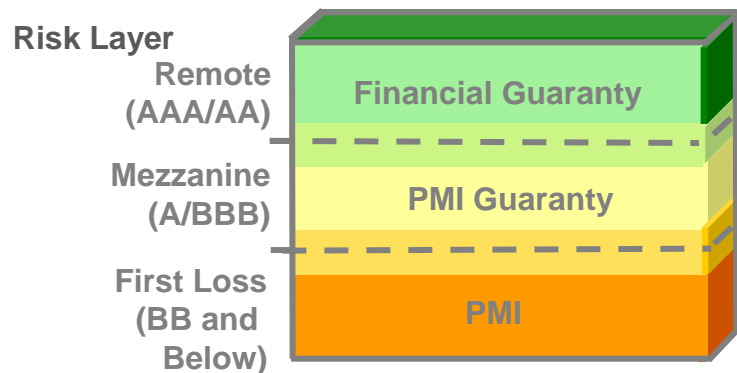 Risk Layer
Remote
(AAA/AA)
Financial Guaranty
Mezzanine
(A/BBB)
PMI Guaranty
First Loss
(BB and
Below)
PMI